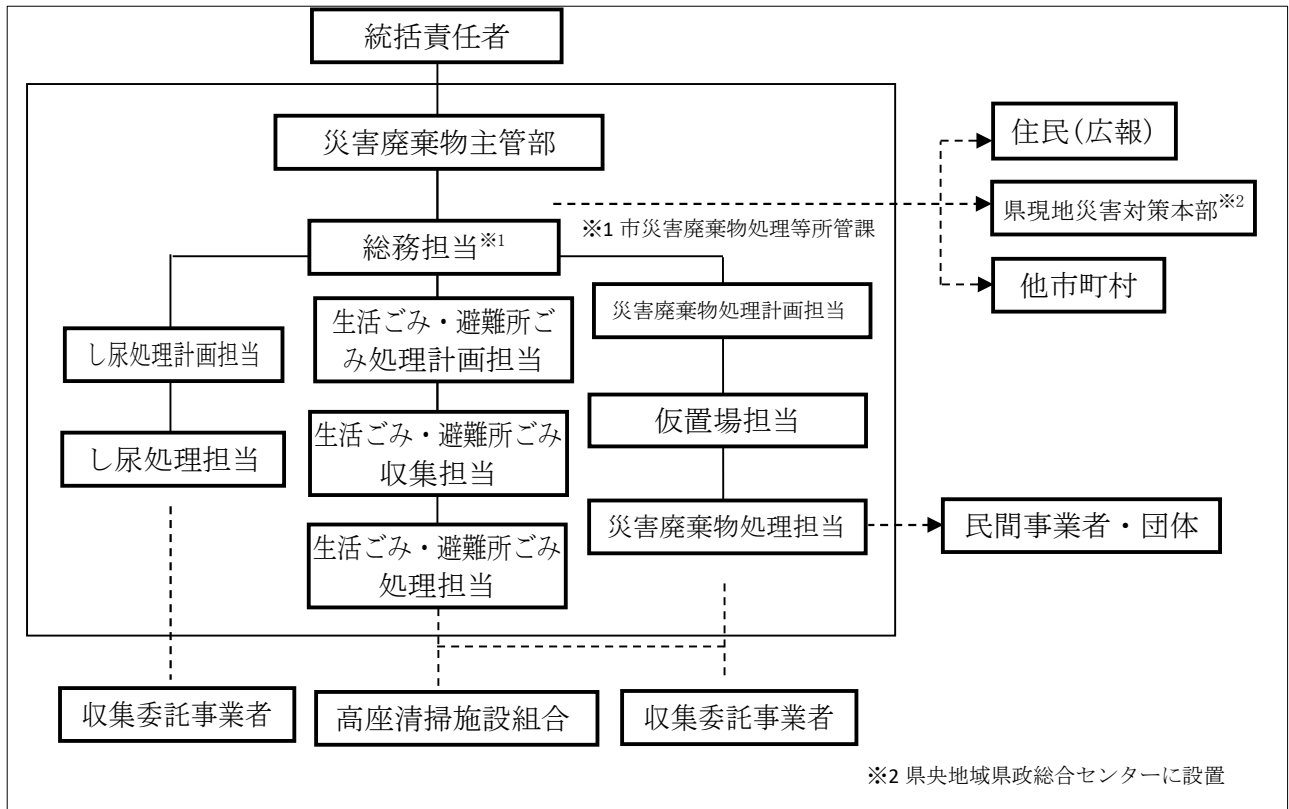 統括責任者
災害廃棄物主管部
住民(広報)
県現地災害対策本部※2
※1 市災害廃棄物処理等所管課
総務担当※1
他市町村
生活ごみ・避難所ご
み処理計画担当
災害廃棄物処理計画担当
し尿処理計画担当
生活ごみ・避難所ごみ
収集担当
仮置場担当
し尿処理担当
生活ごみ・避難所ごみ
処理担当
災害廃棄物処理担当
民間事業者・団体
収集委託事業者
高座清掃施設組合
収集委託事業者
※2 県央地域県政総合センターに設置